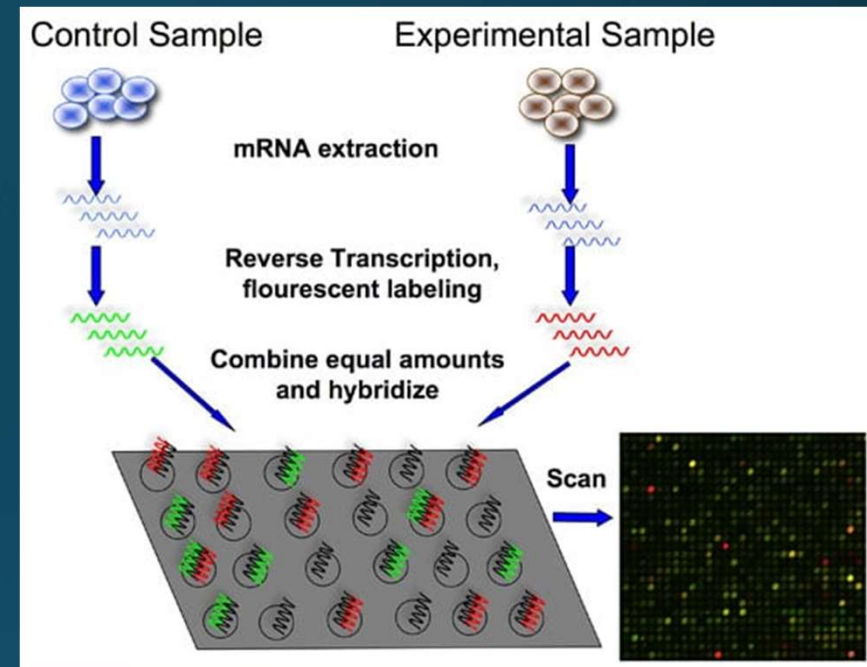 Control Sample
Experimental Sample
mRNA extraction
Reverse Transcription,
flourescent labeling
Combine equal amounts
and hybridize
Scan